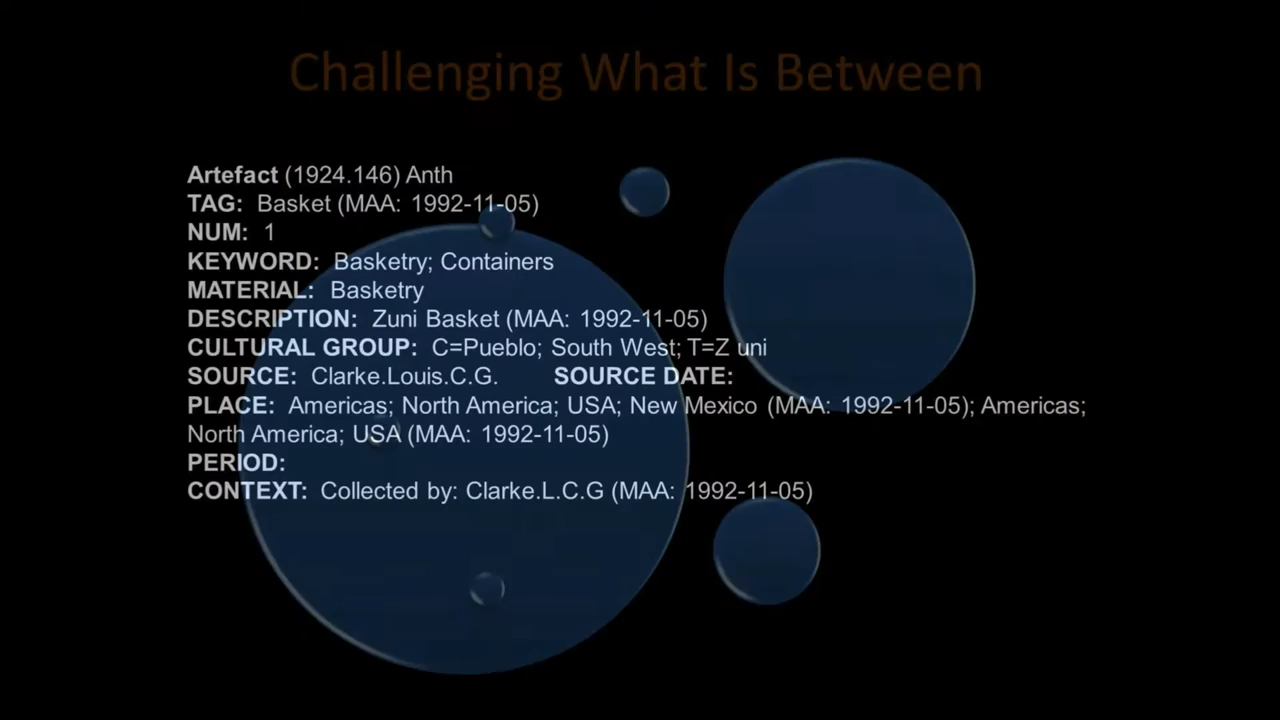 Challenging What Is Between
Artefact (1924.146) Anth
TAG: Basket (MAA: 1992-11-05)
NUM: 1
KEYWORD: Basketry; Containers
MATERIAL: Basketry
DESCRIPTION: Zuni Basket (MAA: 1992-11-05)
CULTURAL GROUP: C=Pueblo; South West; T=Z uni
SOURCE: Clarke.Louis.C.G. SOURCE DATE:
PLACE: Americas; North America; USA; New Mexico (MAA: 1992-11-05); Americas;
North America; USA (MAA: 1992-11-05)
PERIOD:
CONTEXT: Collected by: Clarke.L.C.G (MAA: 1992-11-05)